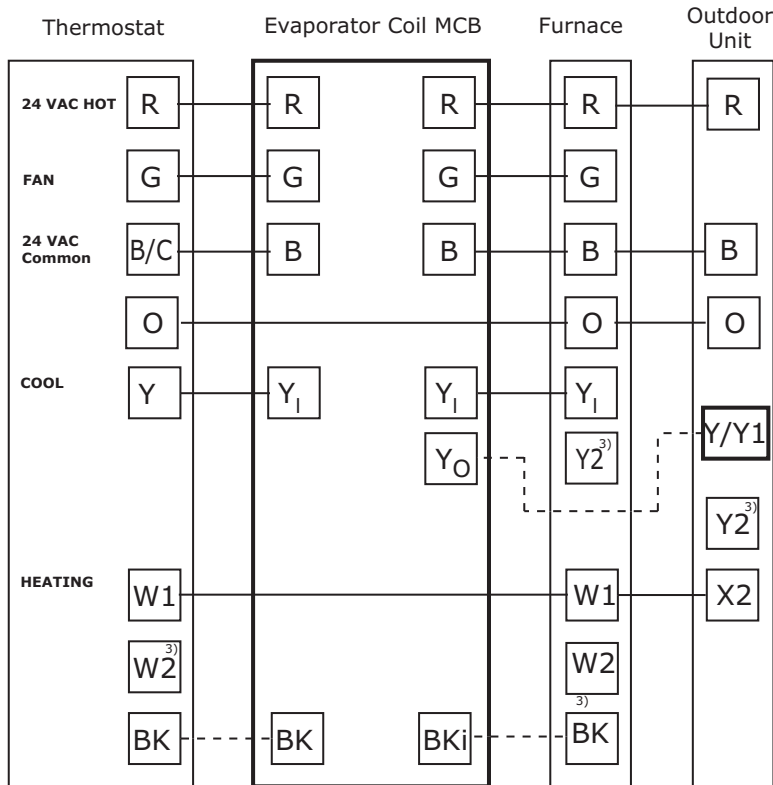 Thermostat Evaporator Coil MCB Furnace Outdoor Unit
24 VAC HOT R R R R R
FAN G G G G
24 VAC Common B/C B B B B
O O O
COOL Y YI YI YI
Y/Y1
YO Y2 3)
Y2 3)
HEATING W1 W1 X2
W2 3) W2
BK BK BKi 3) BK